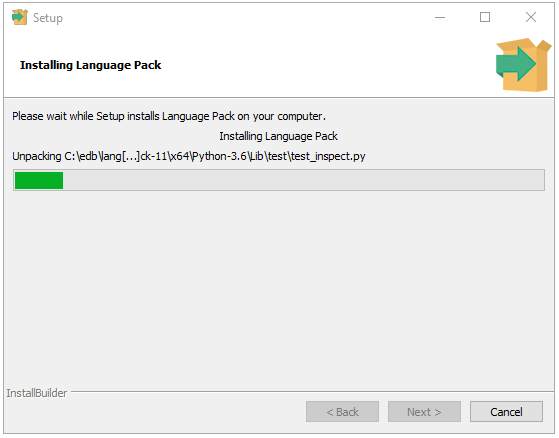 Setup
Installing Language Pack
Please wait while Setup installs Language Pack on your computer.
Installing Language Pack
Unpacking C:\edb\lang[...]ck-11\x64\Python-3.6\Lib\test\test_inspect.py
InstallBuilder
< Back
Next >
Cancel